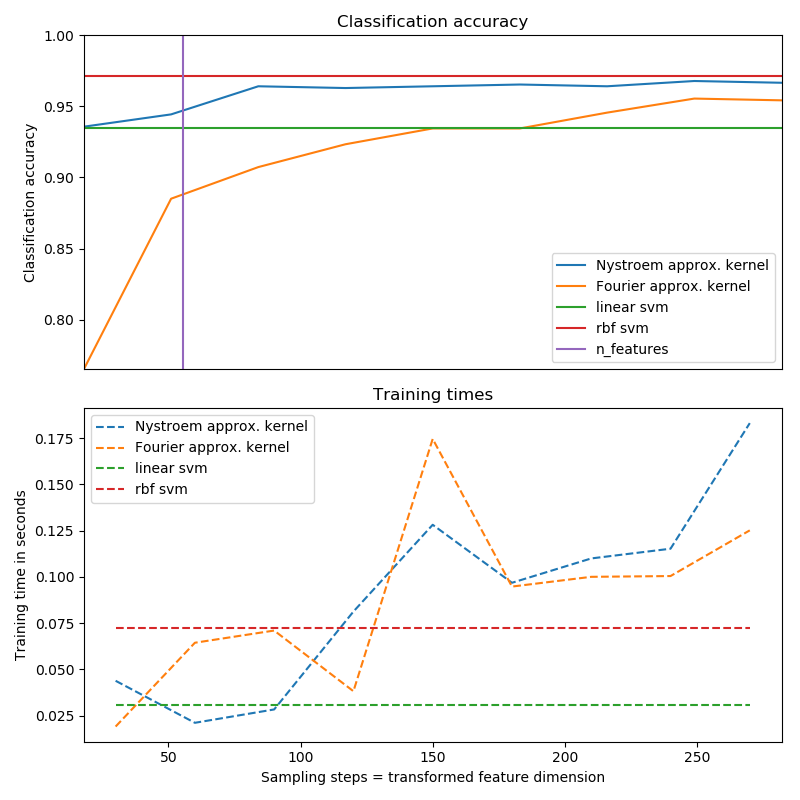 Classification accuracy
Classification accuracy
1.00
0.95
0.90
0.85
0.80
Nystroem approx. kernel
Fourier approx. kernel
linear svm
rbf svm
n_features
Training times
Training time in seconds
0.175
0.150
0.125
0.100
0.075
0.050
0.025
Nystroem approx. kernel
Fourier approx. kernel
linear svm
rbf svm
50 100 150 200 250
Sampling steps = transformed feature dimension